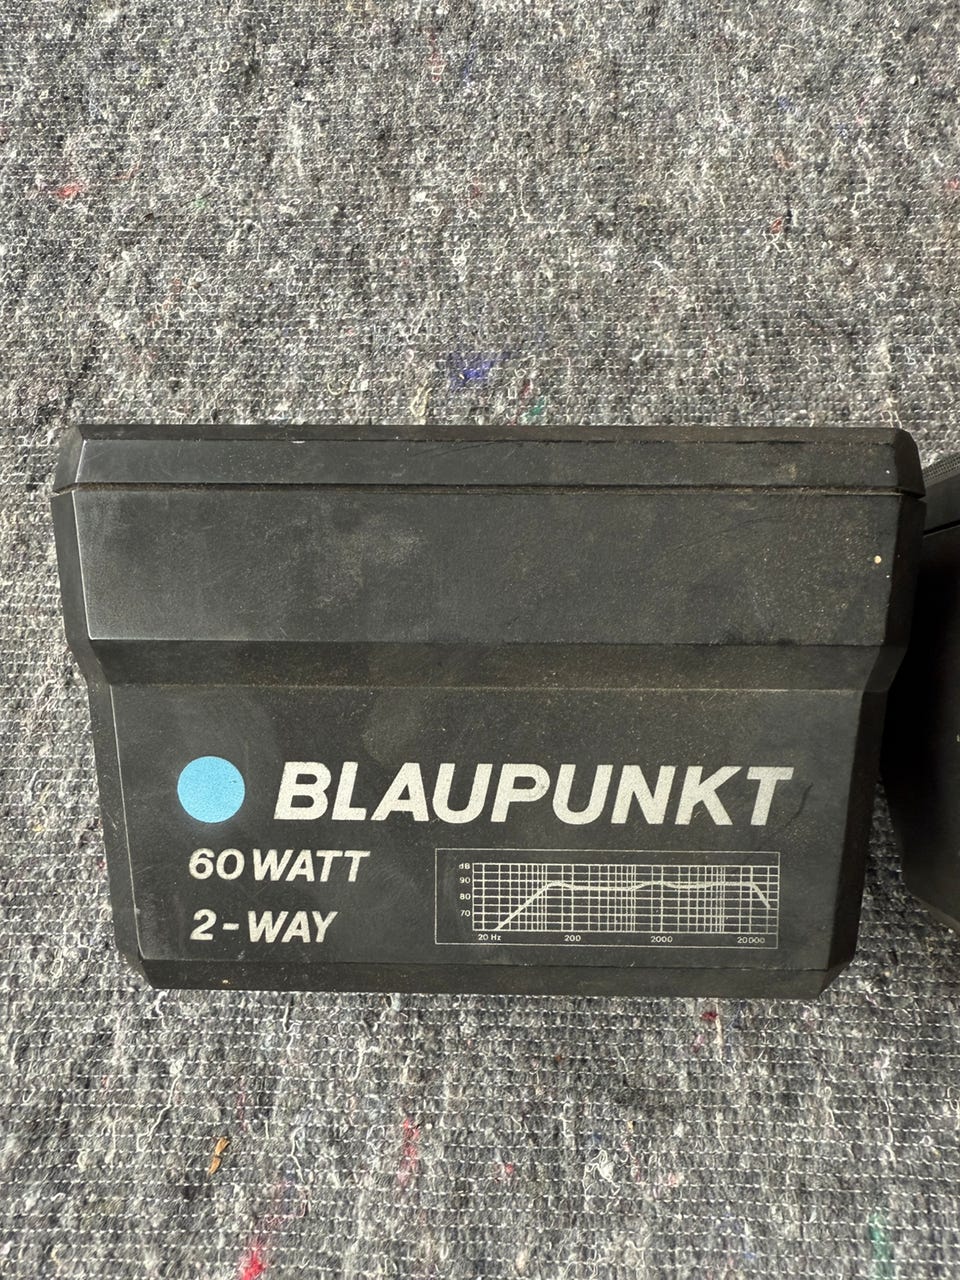 BLAUPUNKT
60 WATT
2-WAY
dB
90
80
70
20 Hz 200 2000 20000